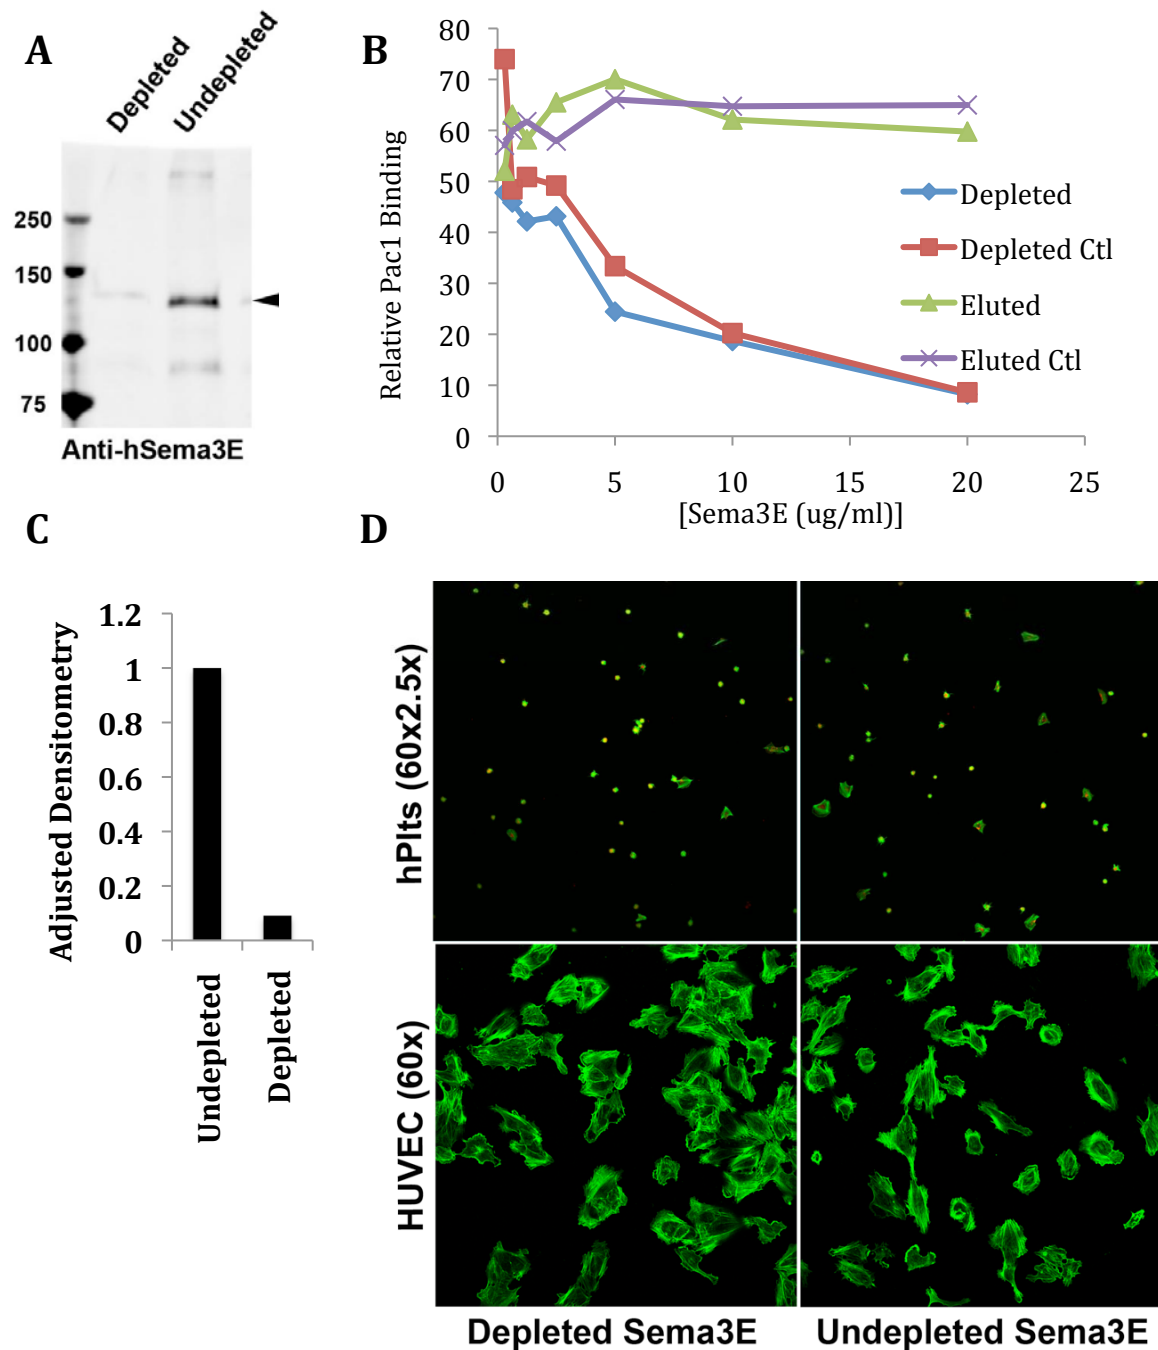 A
Depleted
Undepleted
250
150
100
75
Anti-hSema3E
B
80
70
60
50
40
30
20
10
0
Relative Pac1 Binding
0 5 10 15 20 25
[Sema3E (ug/ml)]
Depleted
Depleted Ctl
Eluted
Eluted Ctl
C
1.2
1
0.8
0.6
0.4
0.2
0
Adjusted Densitometry
Undepleted
Depleted
D
hPlts (60x2.5x)
HUVEC (60x)
Depleted Sema3E
Undepleted Sema3E